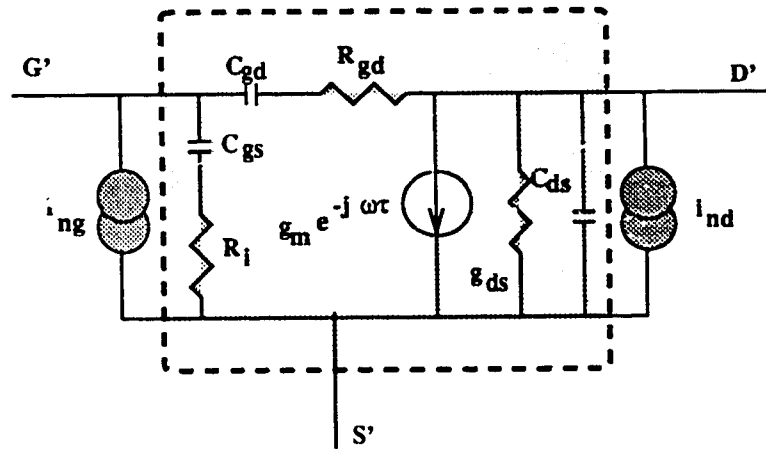 G' C_gd R_gd D'
C_gs C_ds
i_ng g_m e^-j ωτ i_nd
R_i g_ds
S'